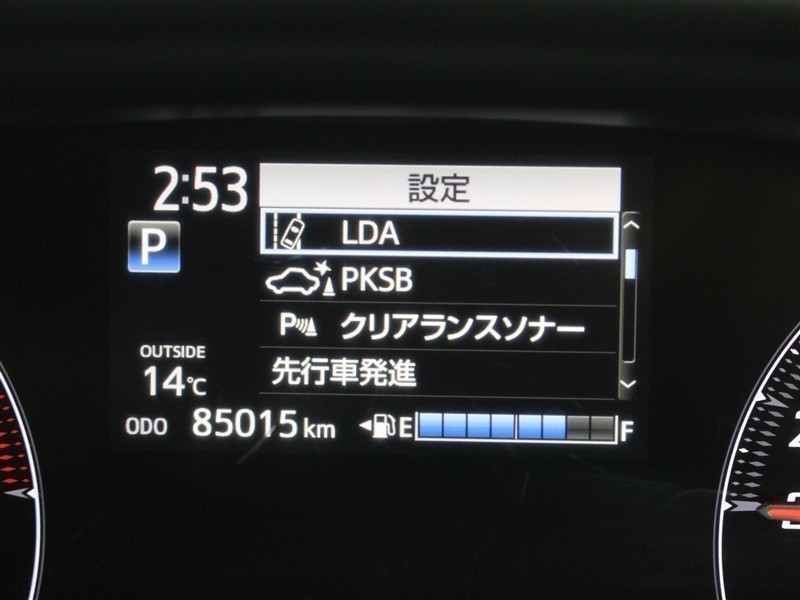 2:53
設定
P
LDA
PKSB
P クリアランスソナー
先行車発進
OUTSIDE
14℃
ODO 85015 km
E F